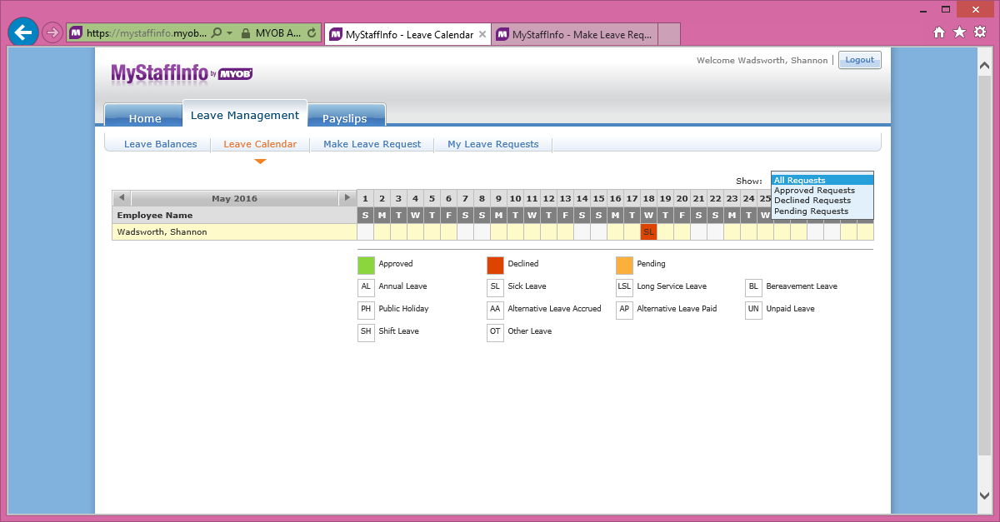 https://mystaffinfo.myob...
MYOB A...
MyStaffInfo - Leave Calendar
MyStaffInfo - Make Leave Req...
MyStaffInfo by MYOB
Welcome Wadsworth, Shannon | Logout
Home
Leave Management
Payslips
Leave Balances
Leave Calendar
Make Leave Request
My Leave Requests
Show:
All Requests
Approved Requests
Declined Requests
Pending Requests
May 2016
1 2 3 4 5 6 7 8 9 10 11 12 13 14 15 16 17 18 19 20 21 22 23 24 25
Employee Name
S M T W T F S S M T W T F S S M T W T F S S M T W
Wadsworth, Shannon
SL
Approved
Declined
Pending
AL Annual Leave
SL Sick Leave
LSL Long Service Leave
BL Bereavement Leave
PH Public Holiday
AA Alternative Leave Accrued
AP Alternative Leave Paid
UN Unpaid Leave
SH Shift Leave
OT Other Leave